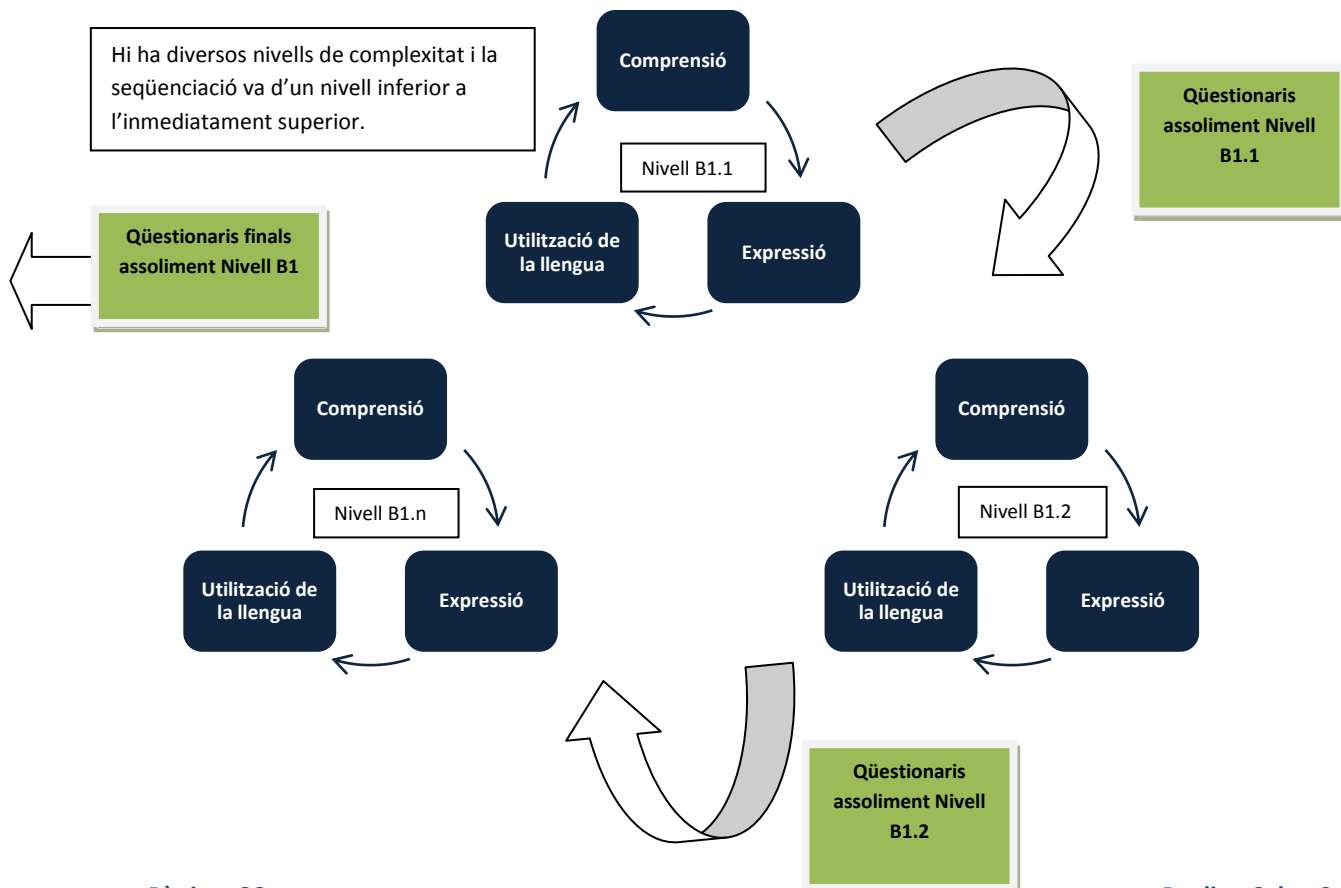 Hi ha diversos nivells de complexitat i la
seqüenciació va d’un nivell inferior a
l’inmediatament superior.
Comprensió
Nivell B1.1
Utilització de
la llengua
Expressió
Qüestionaris
assoliment Nivell
B1.1
Qüestionaris finals
assoliment Nivell B1
Comprensió
Nivell B1.n
Utilització de
la llengua
Expressió
Comprensió
Nivell B1.2
Utilització de
la llengua
Expressió
Qüestionaris
assoliment Nivell
B1.2